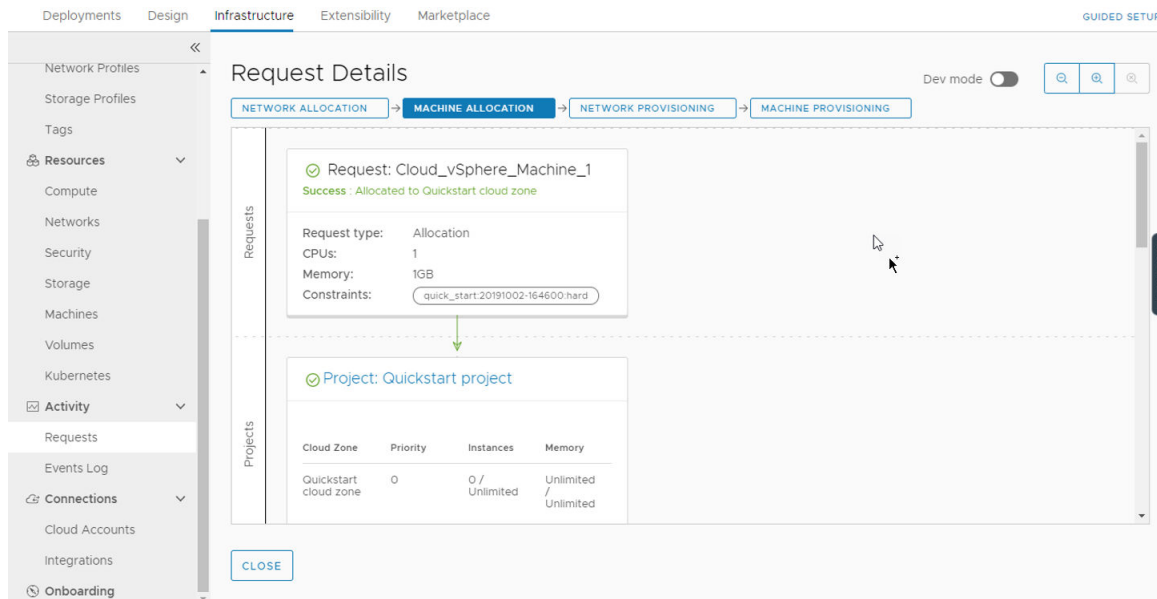 Deployments Design Infrastructure Extensibility Marketplace
GUIDED SETUP
Network Profiles
Storage Profiles
Tags
Resources
Compute
Networks
Security
Storage
Machines
Volumes
Kubernetes
Activity
Requests
Events Log
Connections
Cloud Accounts
Integrations
Onboarding
Request Details
Dev mode
NETWORK ALLOCATION MACHINE ALLOCATION NETWORK PROVISIONING MACHINE PROVISIONING
Requests
Request: Cloud_vSphere_Machine_1
Success : Allocated to Quickstart cloud zone
Request type: Allocation
CPUs: 1
Memory: 1GB
Constraints: quick_start:20191002-164600:hard
Projects
Project: Quickstart project
Cloud Zone Priority Instances Memory
Quickstart cloud zone 0 0 / Unlimited Unlimited / Unlimited
CLOSE